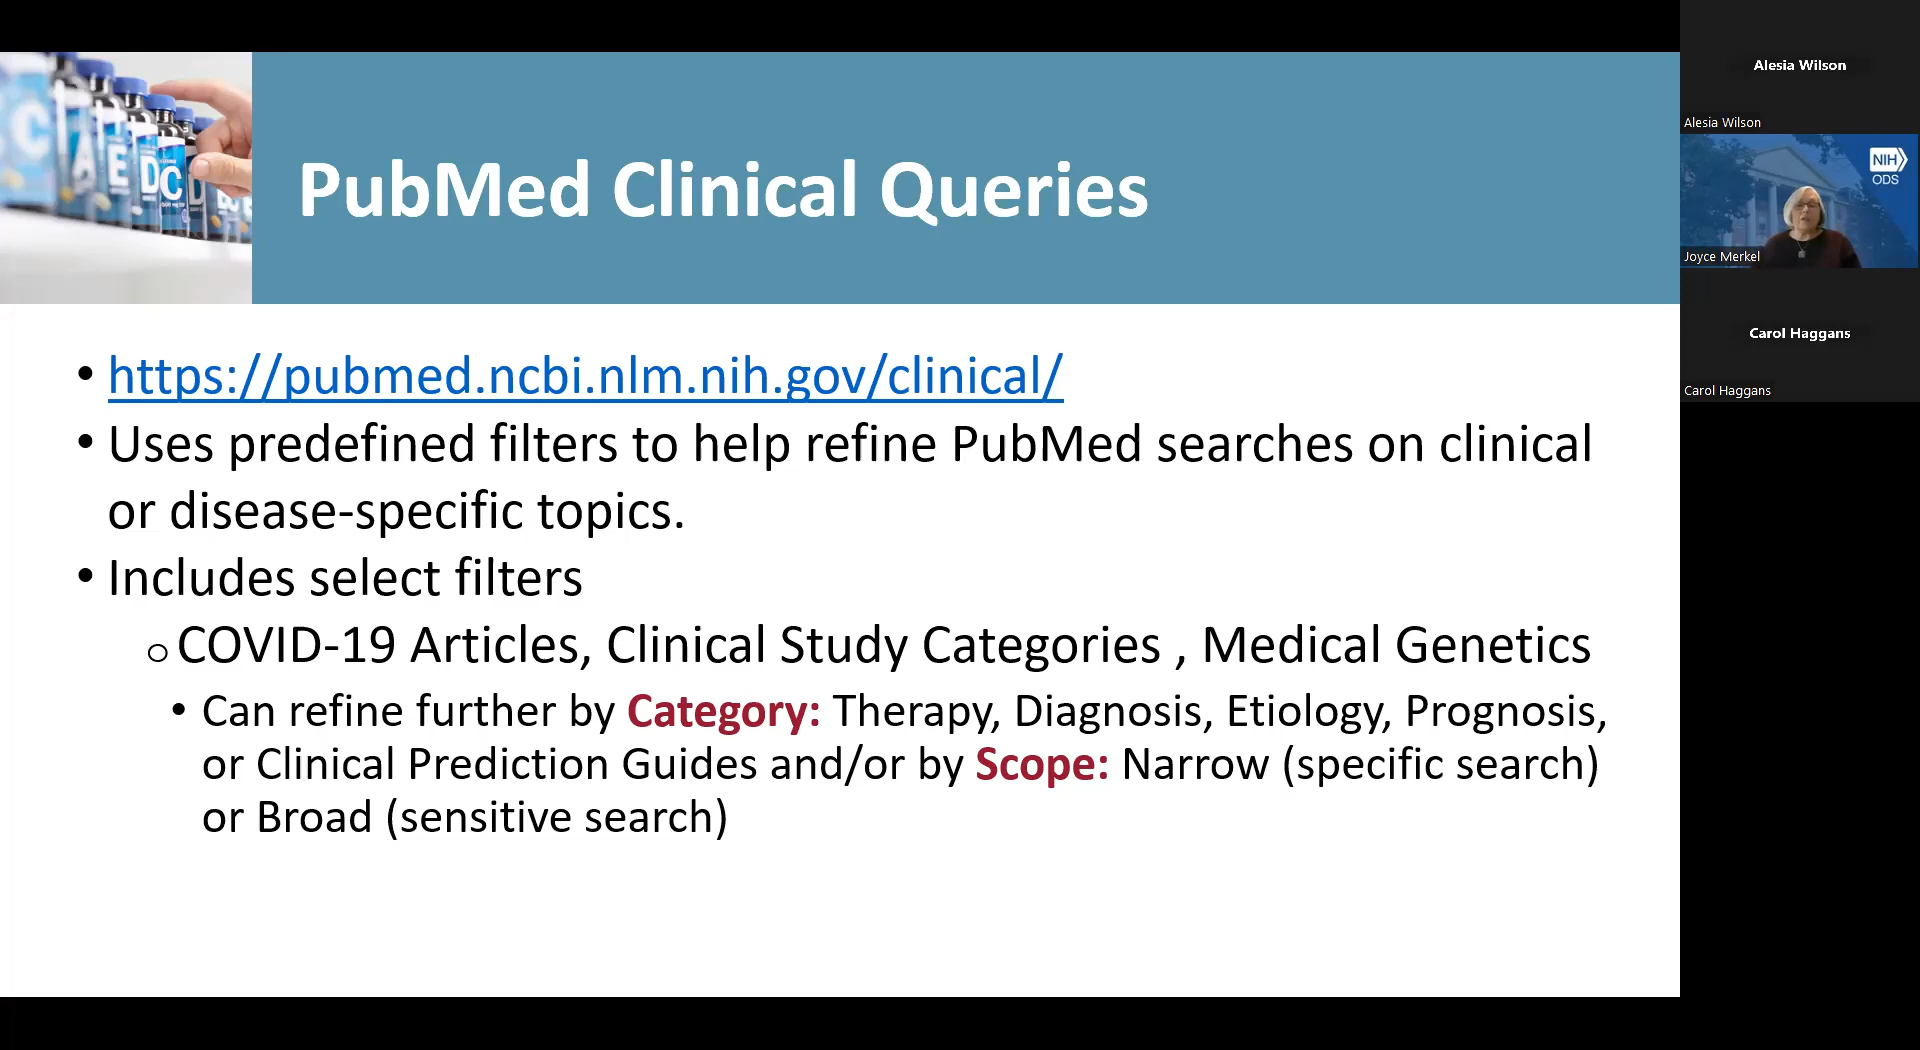 PubMed Clinical Queries
• https://pubmed.ncbi.nlm.nih.gov/clinical/
• Uses predefined filters to help refine PubMed searches on clinical
or disease-specific topics.
• Includes select filters
o COVID-19 Articles, Clinical Study Categories , Medical Genetics
• Can refine further by Category: Therapy, Diagnosis, Etiology, Prognosis,
or Clinical Prediction Guides and/or by Scope: Narrow (specific search)
or Broad (sensitive search)
C A E D C D
Alesia Wilson
Alesia Wilson
NIH
ODS
Joyce Merkel
Carol Haggans
Carol Haggans